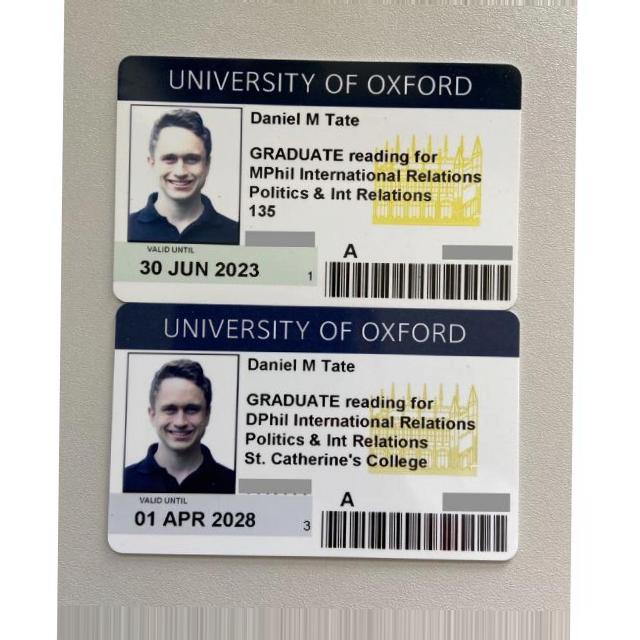 UNIVERSITY OF OXFORD
Daniel M Tate
GRADUATE reading for
MPhil International Relations
Politics & Int Relations
135
VALID UNTIL
30 JUN 2023
1
A
UNIVERSITY OF OXFORD
Daniel M Tate
GRADUATE reading for
DPhil International Relations
Politics & Int Relations
St. Catherine's College
VALID UNTIL
01 APR 2028
3
A